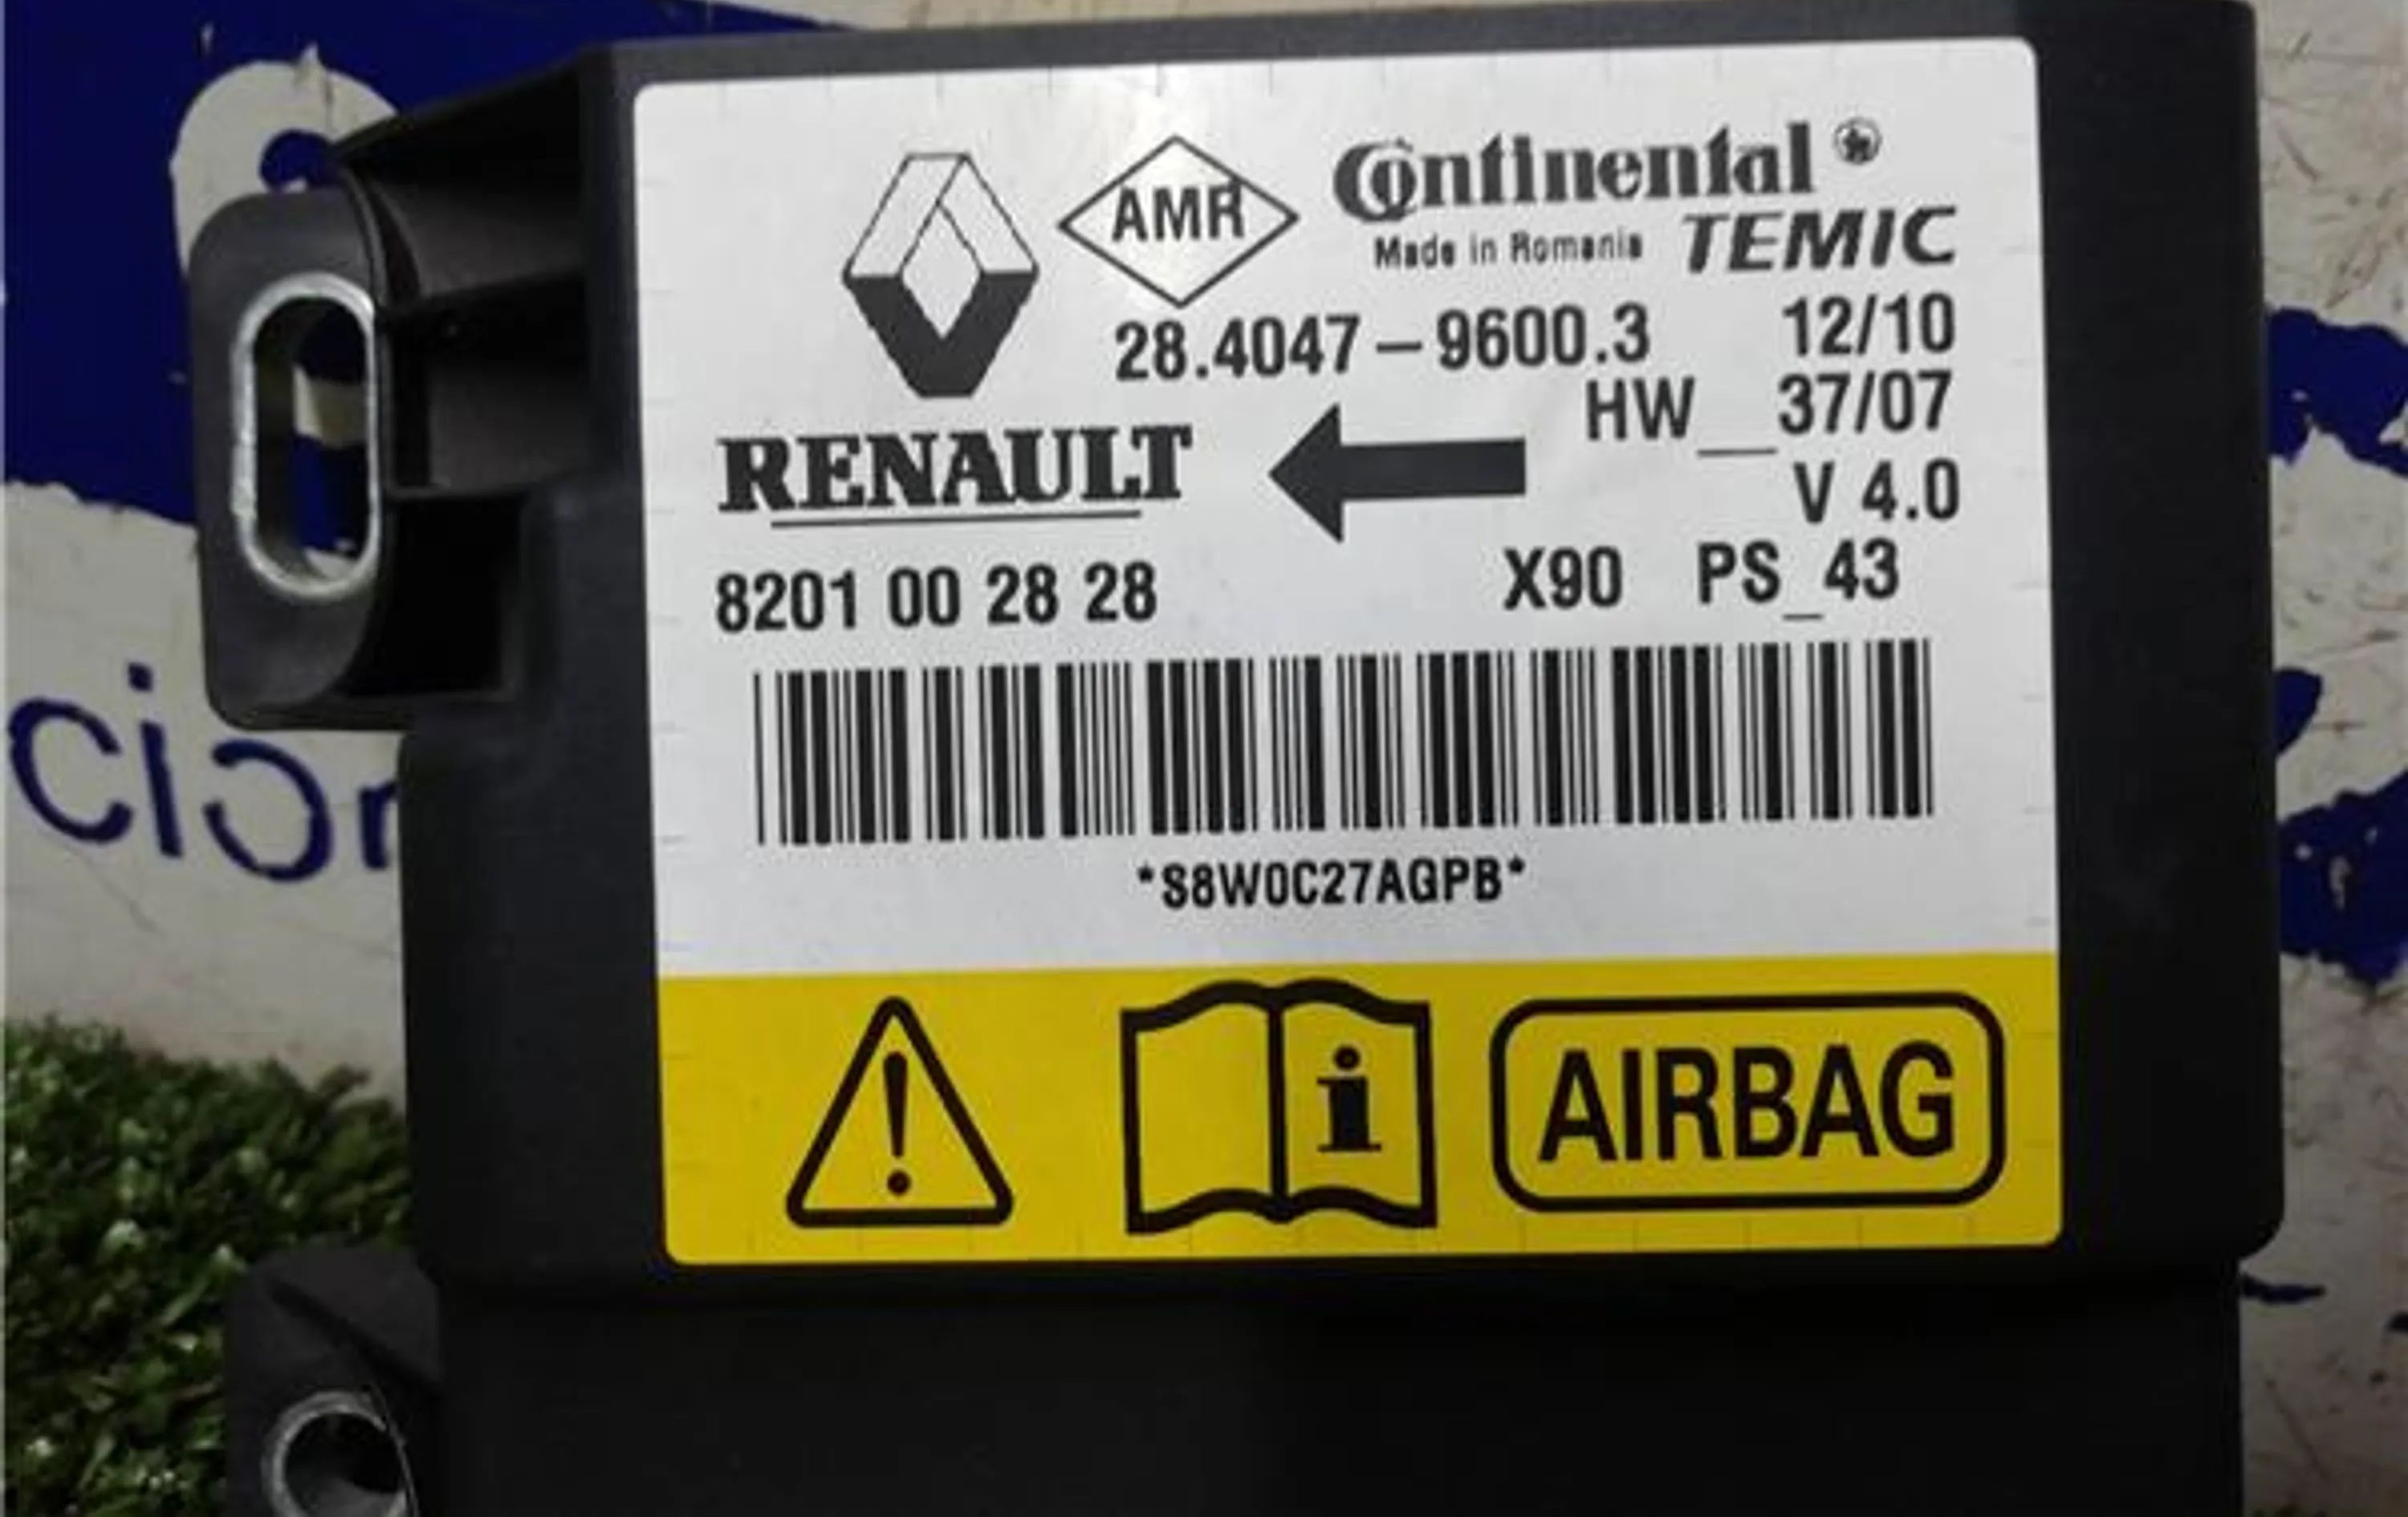 AMR
Continental
Made in Romania TEMIC
28.4047-9600.3 12/10
HW_37/07
RENAULT
V 4.0
8201 00 28 28 X90 PS_43
*S8W0C27AGPB*
i
AIRBAG